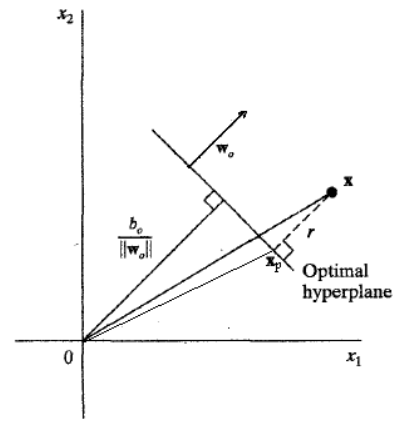 x₂
wₒ
x
bₒ
‖wₒ‖
r
xₚ
Optimal
hyperplane
0
x₁